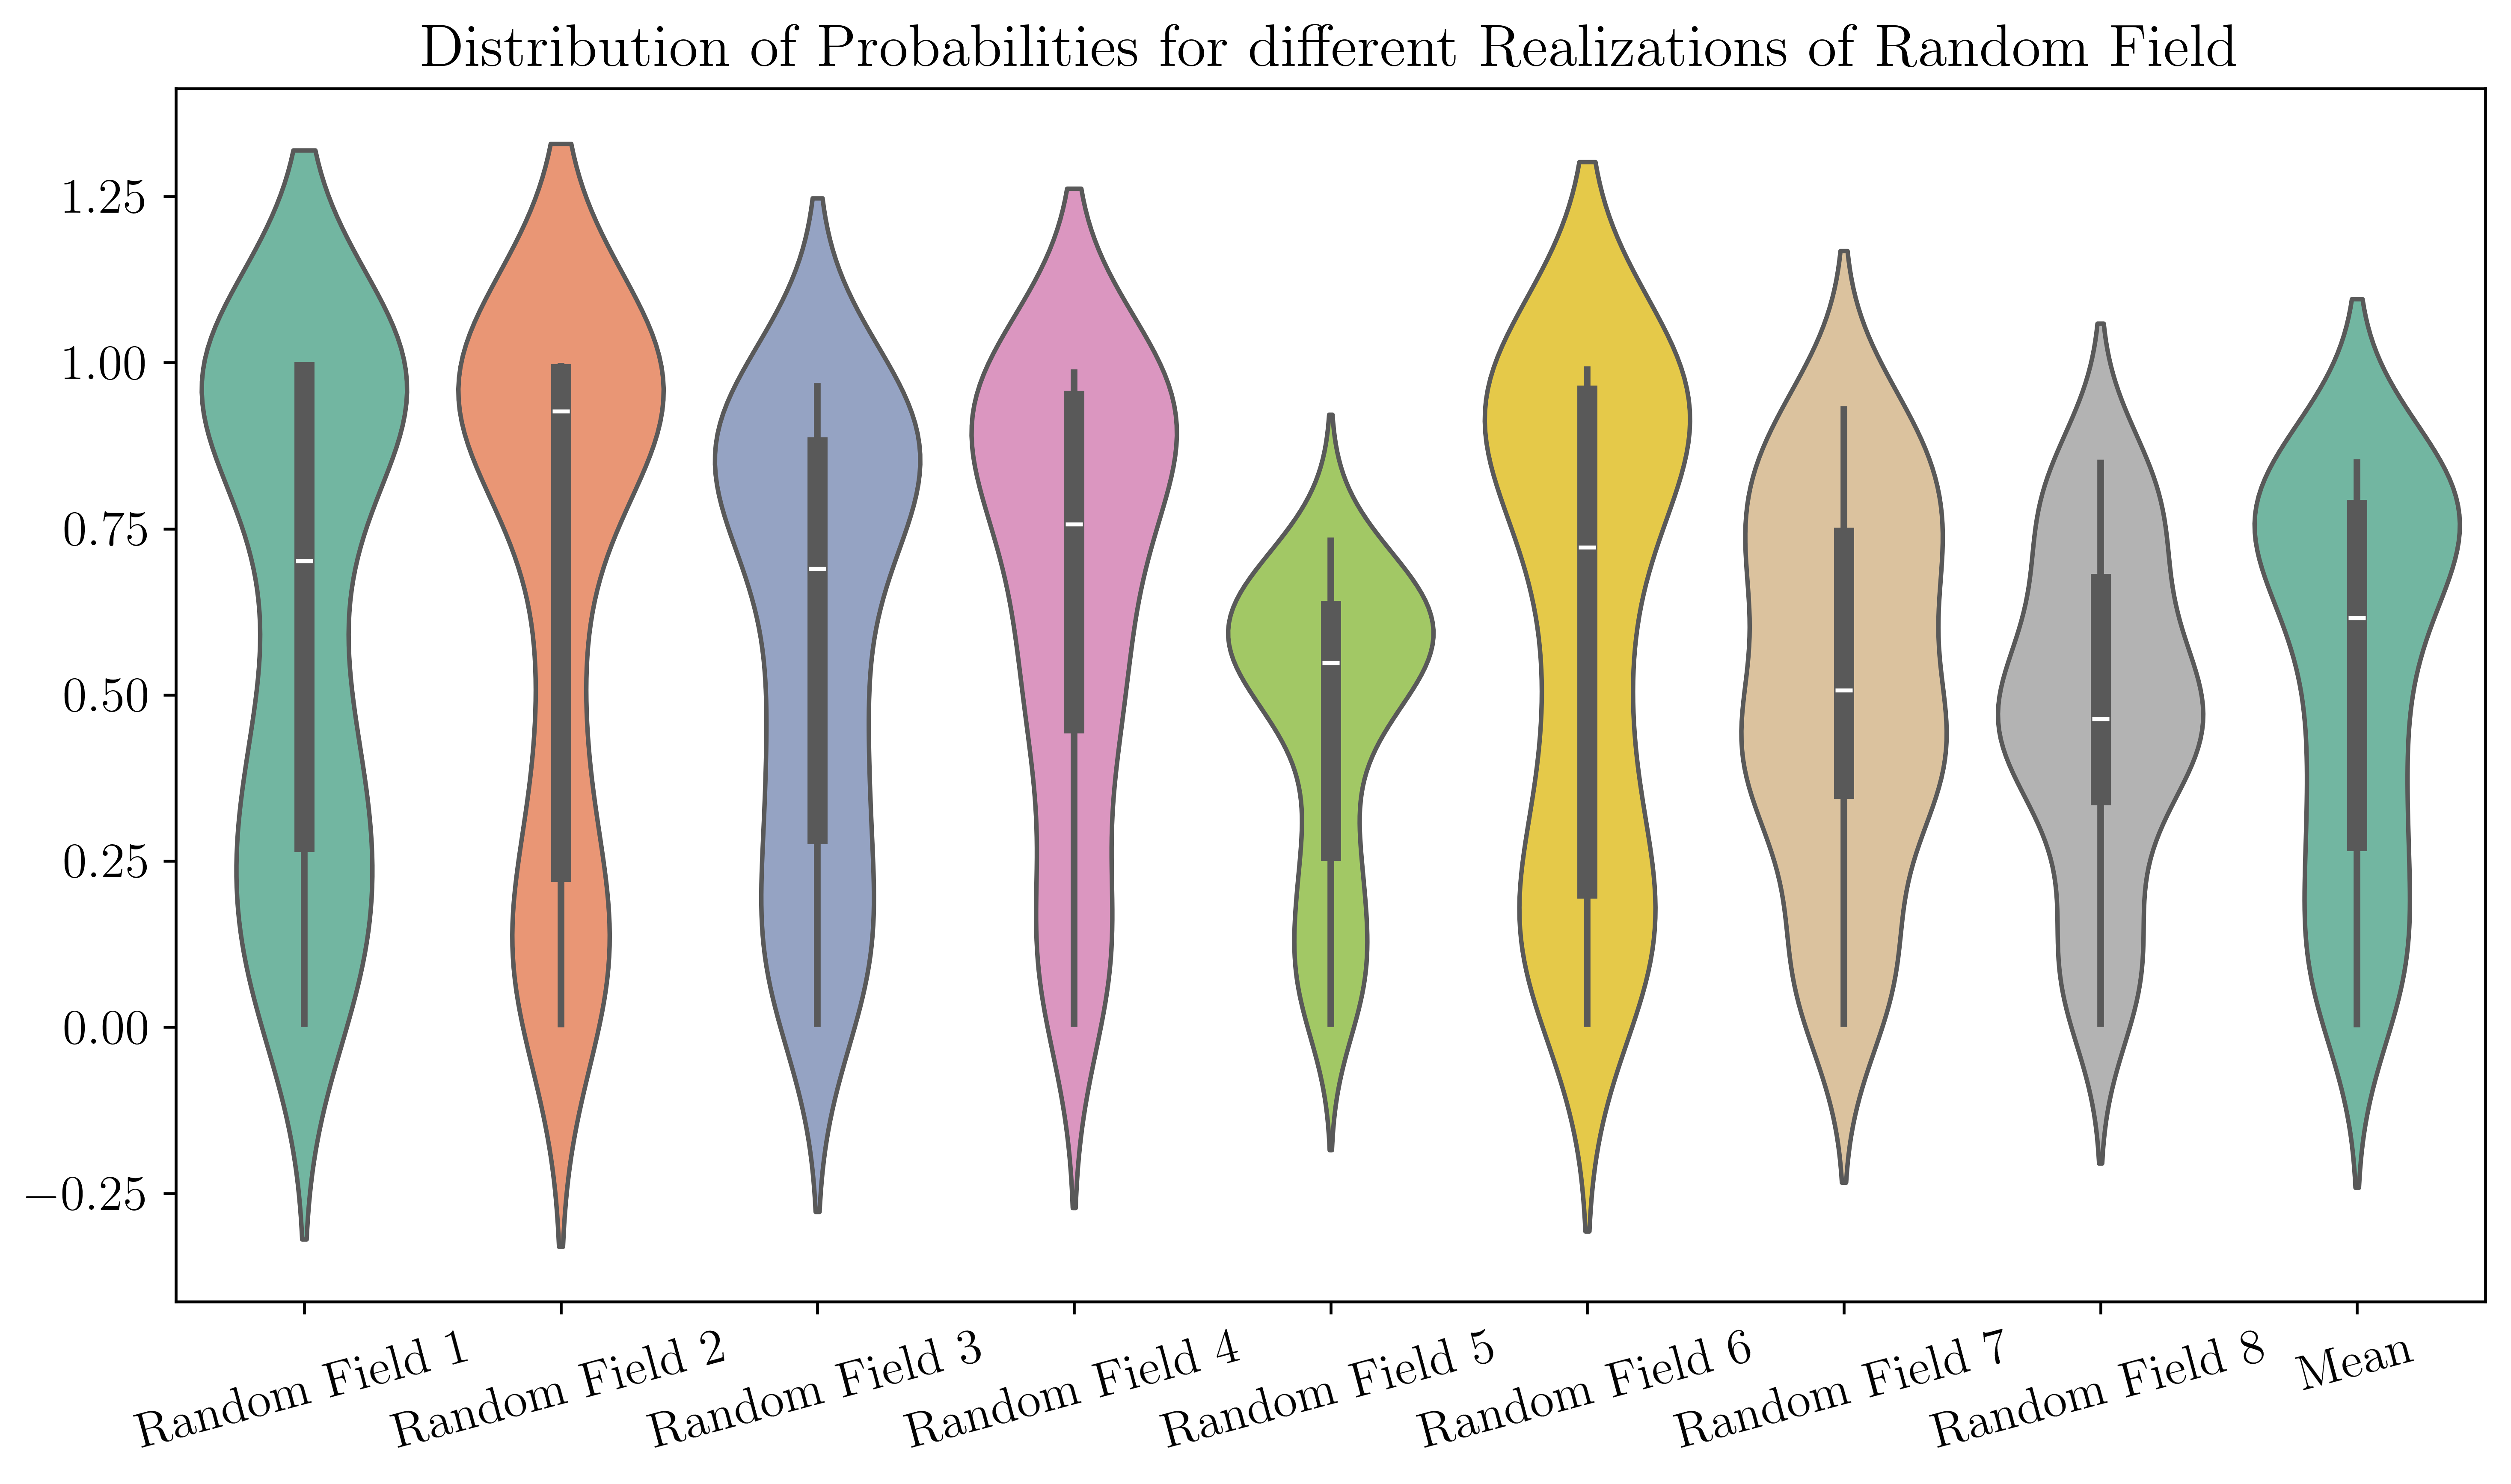 Distribution of Probabilities for different Realizations of Random Field
1.25
1.00
0.75
0.50
0.25
0.00
−0.25
Random Field 1
Random Field 2
Random Field 3
Random Field 4
Random Field 5
Random Field 6
Random Field 7
Random Field 8
Mean